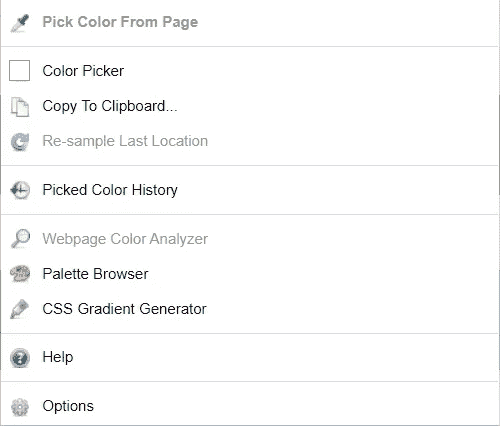 Pick Color From Page
Color Picker
Copy To Clipboard...
Re-sample Last Location
Picked Color History
Webpage Color Analyzer
Palette Browser
CSS Gradient Generator
Help
Options